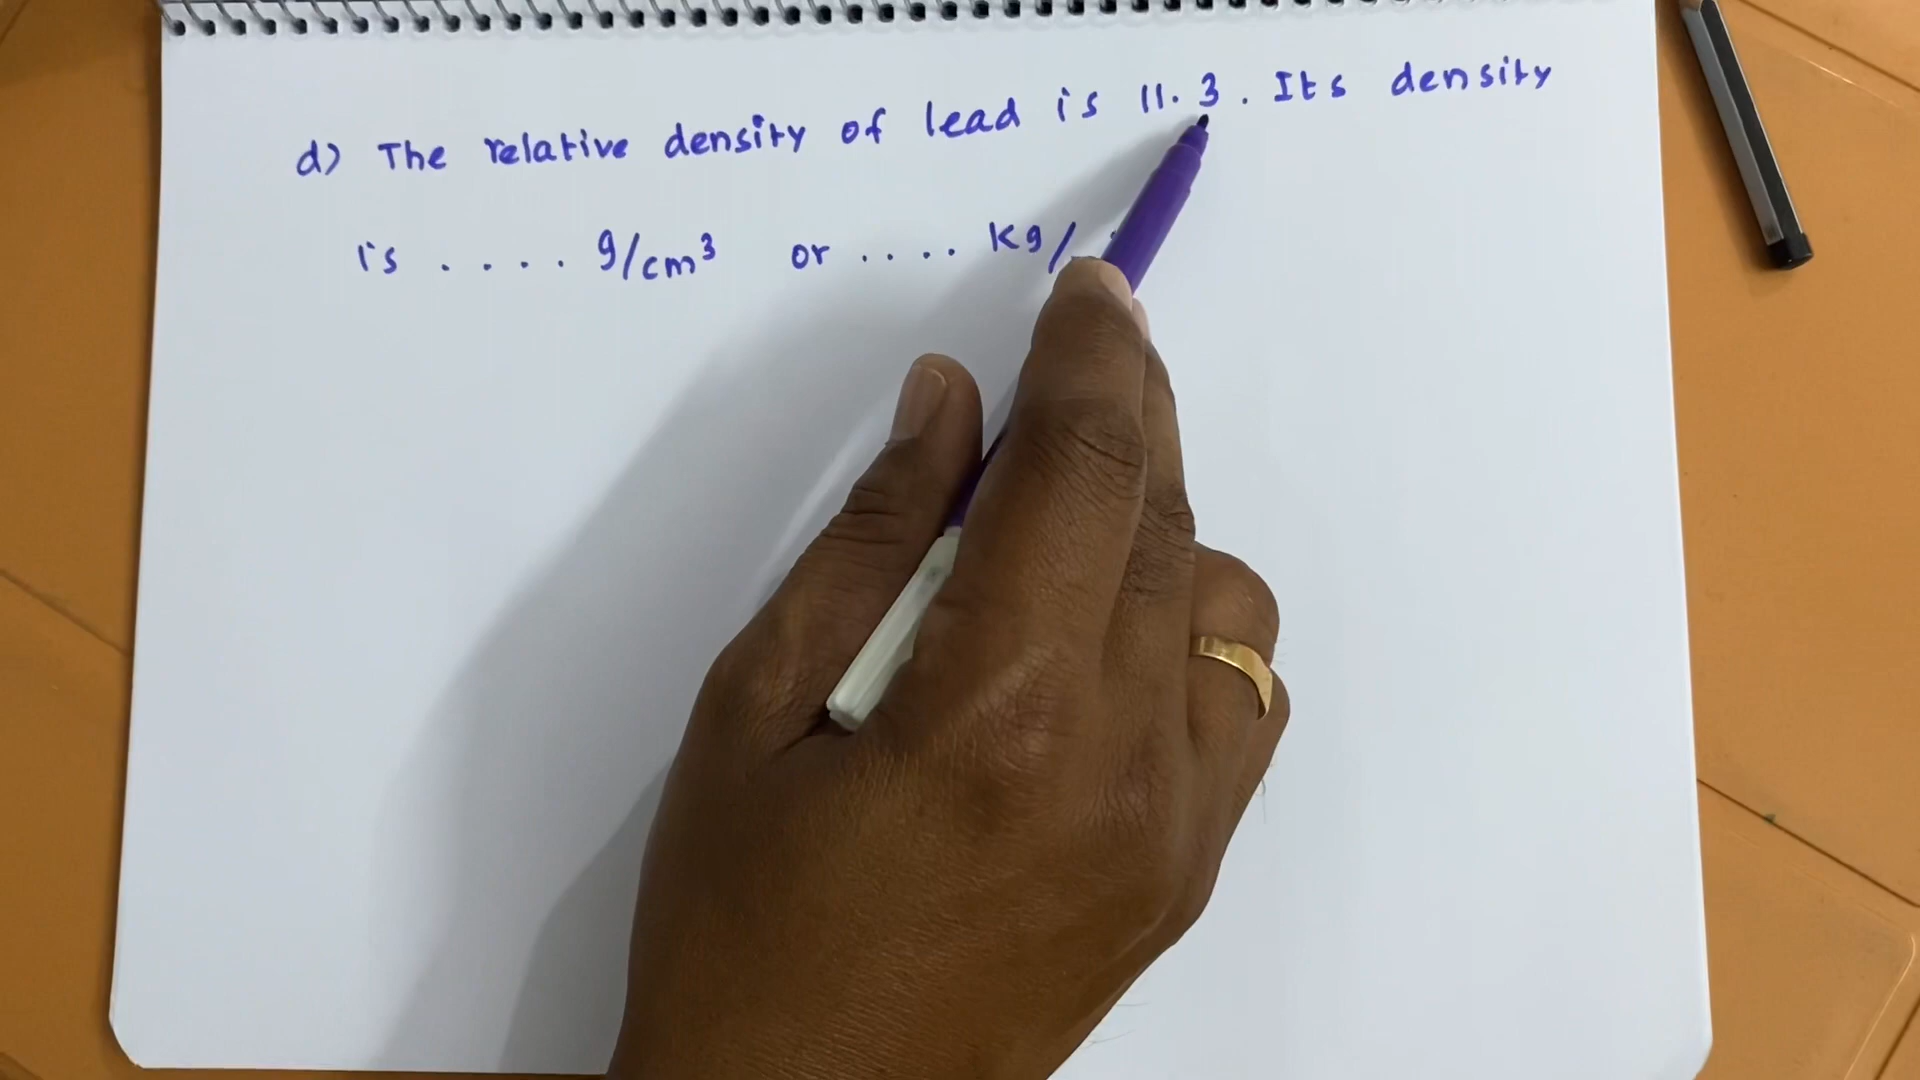 d) The relative density of lead is 11.3. Its density
is .... g/cm³ or .... kg/